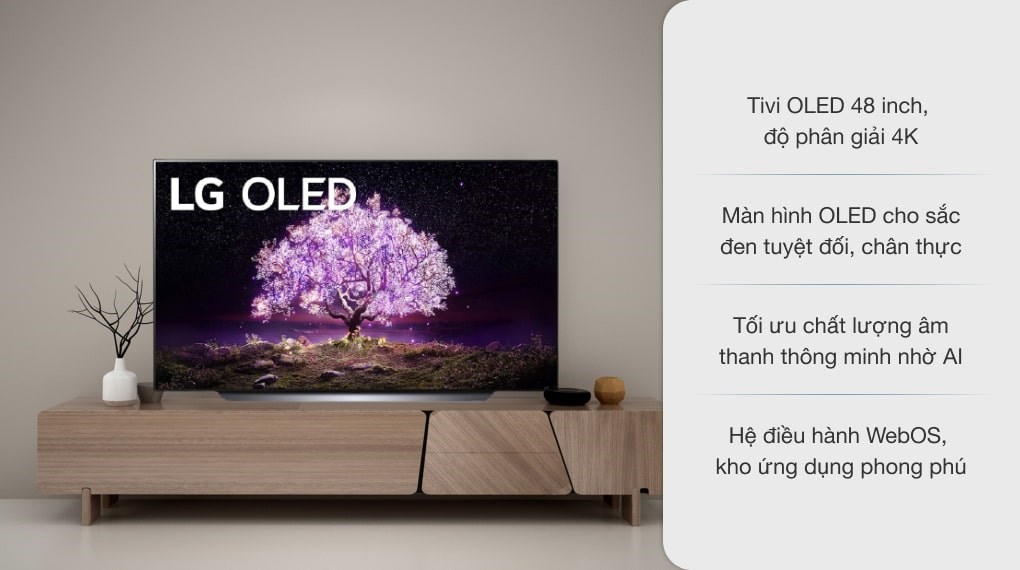 LG OLED
Tivi OLED 48 inch,
độ phân giải 4K
Màn hình OLED cho sắc
đen tuyệt đối, chân thực
Tối ưu chất lượng âm
thanh thông minh nhờ AI
Hệ điều hành WebOS,
kho ứng dụng phong phú